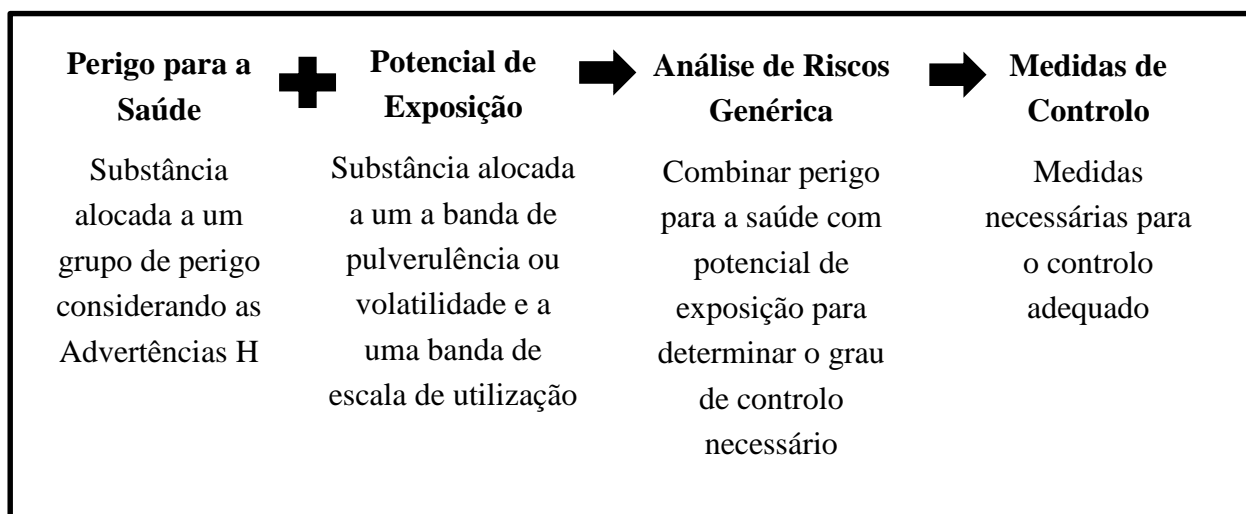 Perigo para a
Saúde
Substância
alocada a um
grupo de perigo
considerando as
Advertências H
Potencial de
Exposição
Substância alocada
a um a banda de
pulverulência ou
volatilidade e a
uma banda de
escala de utilização
Análise de Riscos
Genérica
Combinar perigo
para a saúde com
potencial de
exposição para
determinar o grau
de controlo
necessário
Medidas de
Controlo
Medidas
necessárias para
o controlo
adequado